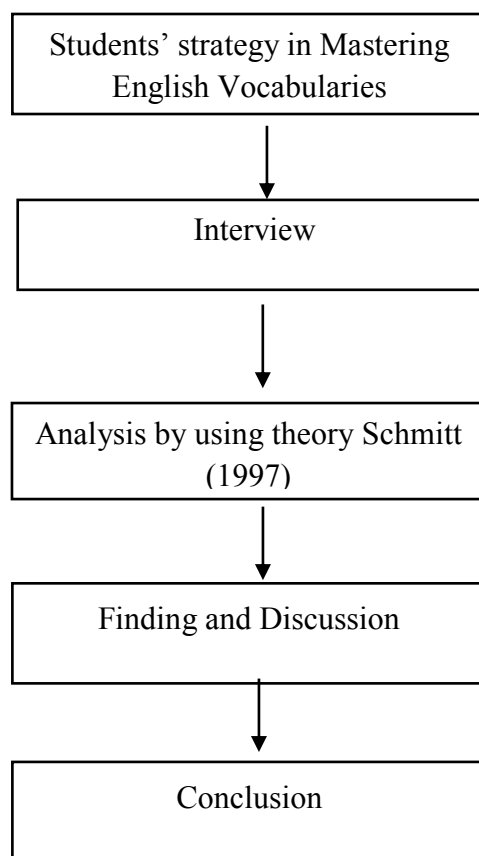 Students’ strategy in Mastering
English Vocabularies
Interview
Analysis by using theory Schmitt
(1997)
Finding and Discussion
Conclusion